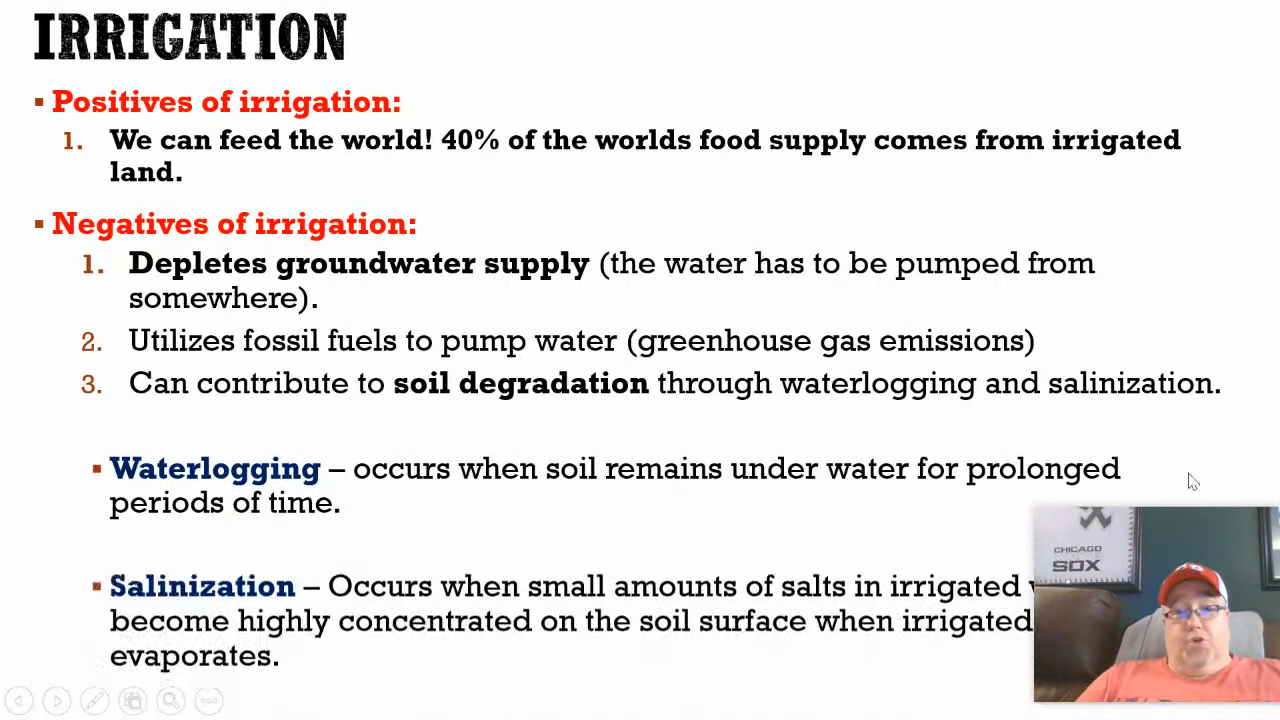 IRRIGATION
▪ Positives of irrigation:
1. We can feed the world! 40% of the worlds food supply comes from irrigated
land.
▪ Negatives of irrigation:
1. Depletes groundwater supply (the water has to be pumped from
somewhere).
2. Utilizes fossil fuels to pump water (greenhouse gas emissions)
3. Can contribute to soil degradation through waterlogging and salinization.
▪ Waterlogging – occurs when soil remains under water for prolonged
periods of time.
▪ Salinization – Occurs when small amounts of salts in irrigated
become highly concentrated on the soil surface when irrigated
evaporates.
CHICAGO
SOX